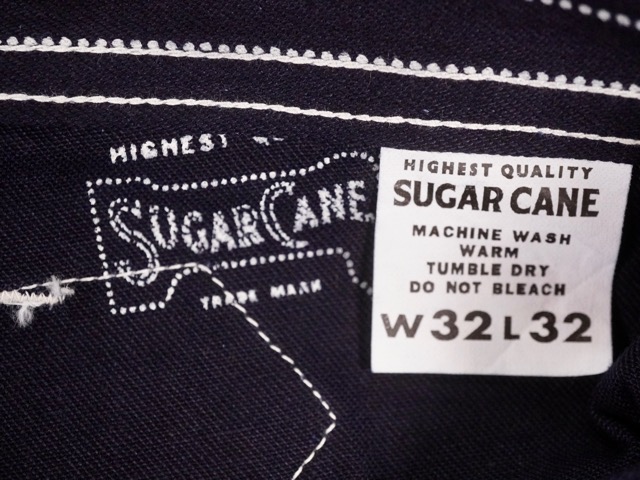 HIGHEST
SUGAR CANE
TRADE MARK
HIGHEST QUALITY
SUGAR CANE
MACHINE WASH
WARM
TUMBLE DRY
DO NOT BLEACH
W32L32